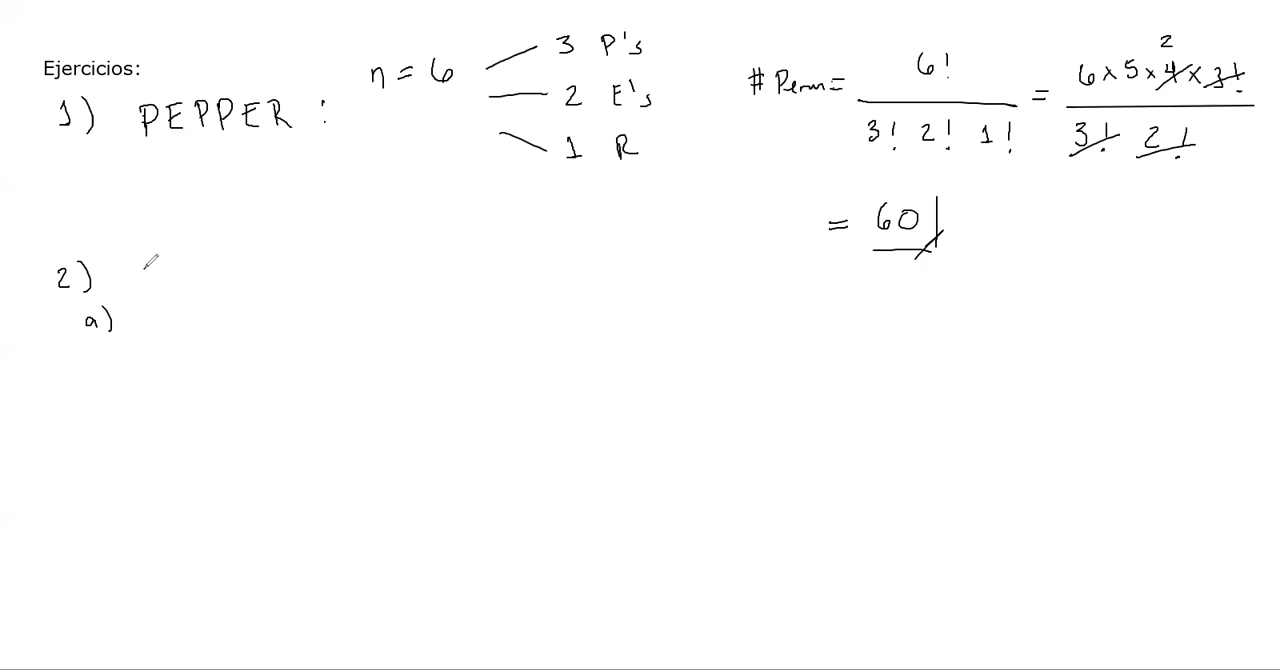 Ejercicios:
1) PEPPER :
n = 6
3 P's
2 E's
1 R
# Perm = 6! / 3! 2! 1! = 6 x 5 x 4 x 3! / 3! 2!
2
= 60
2)
a)